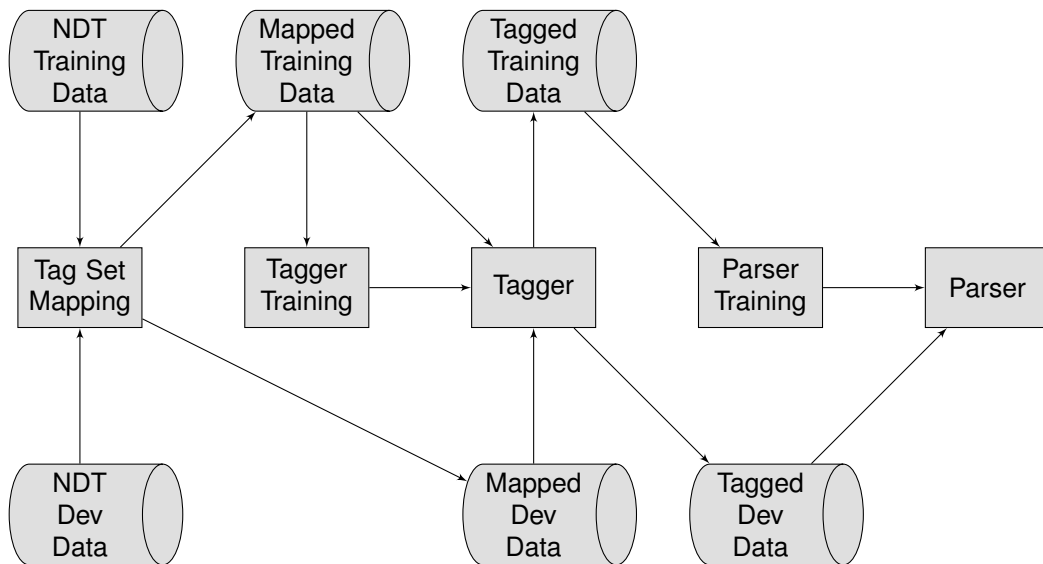 NDT
Training
Data
Mapped
Training
Data
Tagged
Training
Data
Tag Set
Mapping
Tagger
Training
Tagger
Parser
Training
Parser
NDT
Dev
Data
Mapped
Dev
Data
Tagged
Dev
Data